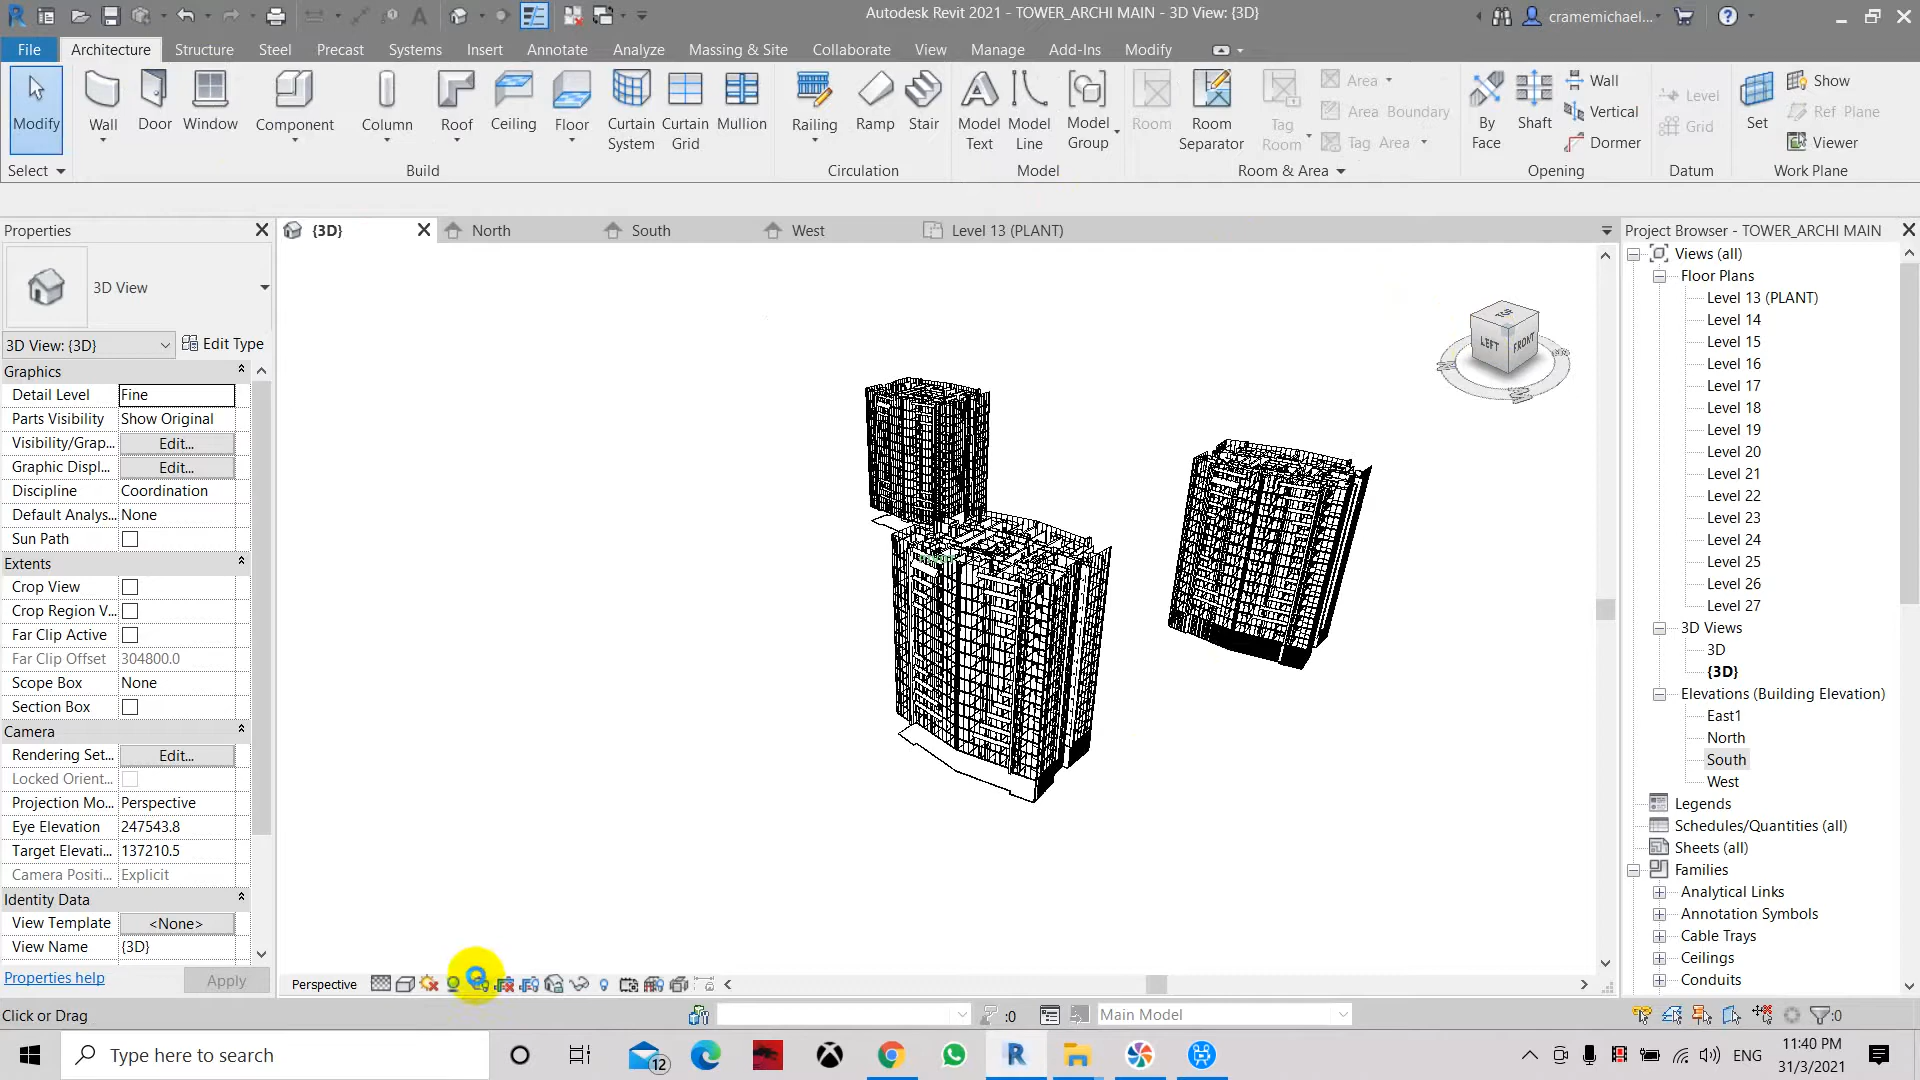 Autodesk Revit 2021 - TOWER_ARCHI MAIN - 3D View: {3D}
cramemichael...
File Architecture Structure Steel Precast Systems Insert Annotate Analyze Massing & Site Collaborate View Manage Add-Ins Modify
Modify Wall Door Window Component Column Roof Ceiling Floor Curtain System Curtain Grid Mullion Railing Ramp Stair Model Text Model Line Model Group Room Room Separator Tag Room Area Area Boundary Tag Area By Face Shaft Wall Vertical Dormer Level Grid Set Show Ref Plane Viewer
Select Build Circulation Model Room & Area Opening Datum Work Plane
Properties
{3D} North South West Level 13 (PLANT)
Project Browser - TOWER_ARCHI MAIN
3D View
3D View: {3D} Edit Type
Graphics
Detail Level Fine
Parts Visibility Show Original
Visibility/Grap... Edit...
Graphic Displ... Edit...
Discipline Coordination
Default Analys... None
Sun Path
Extents
Crop View
Crop Region V...
Far Clip Active
Far Clip Offset 304800.0
Scope Box None
Section Box
Camera
Rendering Set... Edit...
Locked Orient...
Projection Mo... Perspective
Eye Elevation 247543.8
Target Elevati... 137210.5
Camera Positi... Explicit
Identity Data
View Template <None>
View Name {3D}
Properties help Apply
TOP
LEFT FRONT
Views (all)
Floor Plans
Level 13 (PLANT)
Level 14
Level 15
Level 16
Level 17
Level 18
Level 19
Level 20
Level 21
Level 22
Level 23
Level 24
Level 25
Level 26
Level 27
3D Views
3D
{3D}
Elevations (Building Elevation)
East1
North
South
West
Legends
Schedules/Quantities (all)
Sheets (all)
Families
Analytical Links
Annotation Symbols
Cable Trays
Ceilings
Conduits
Perspective
Click or Drag
:0
Main Model
:0
Type here to search
12
ENG
11:40 PM
31/3/2021